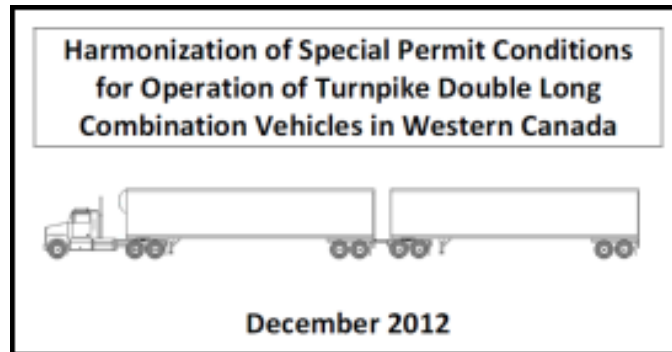 Harmonization of Special Permit Conditions
for Operation of Turnpike Double Long
Combination Vehicles in Western Canada
December 2012